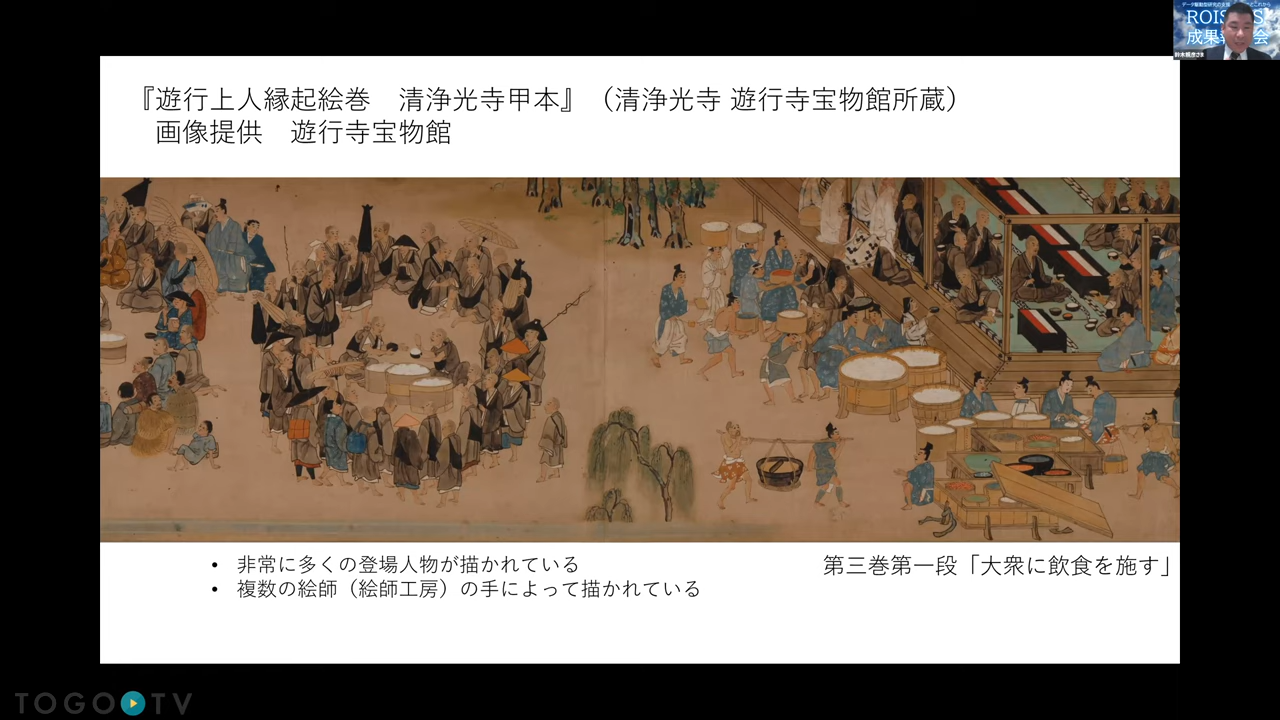 『遊行上人縁起絵巻　清浄光寺甲本』（清浄光寺 遊行寺宝物館所蔵）
画像提供　遊行寺宝物館
• 非常に多くの登場人物が描かれている
• 複数の絵師（絵師工房）の手によって描かれている
第三巻第一段「大衆に飲食を施す」
TOGO TV